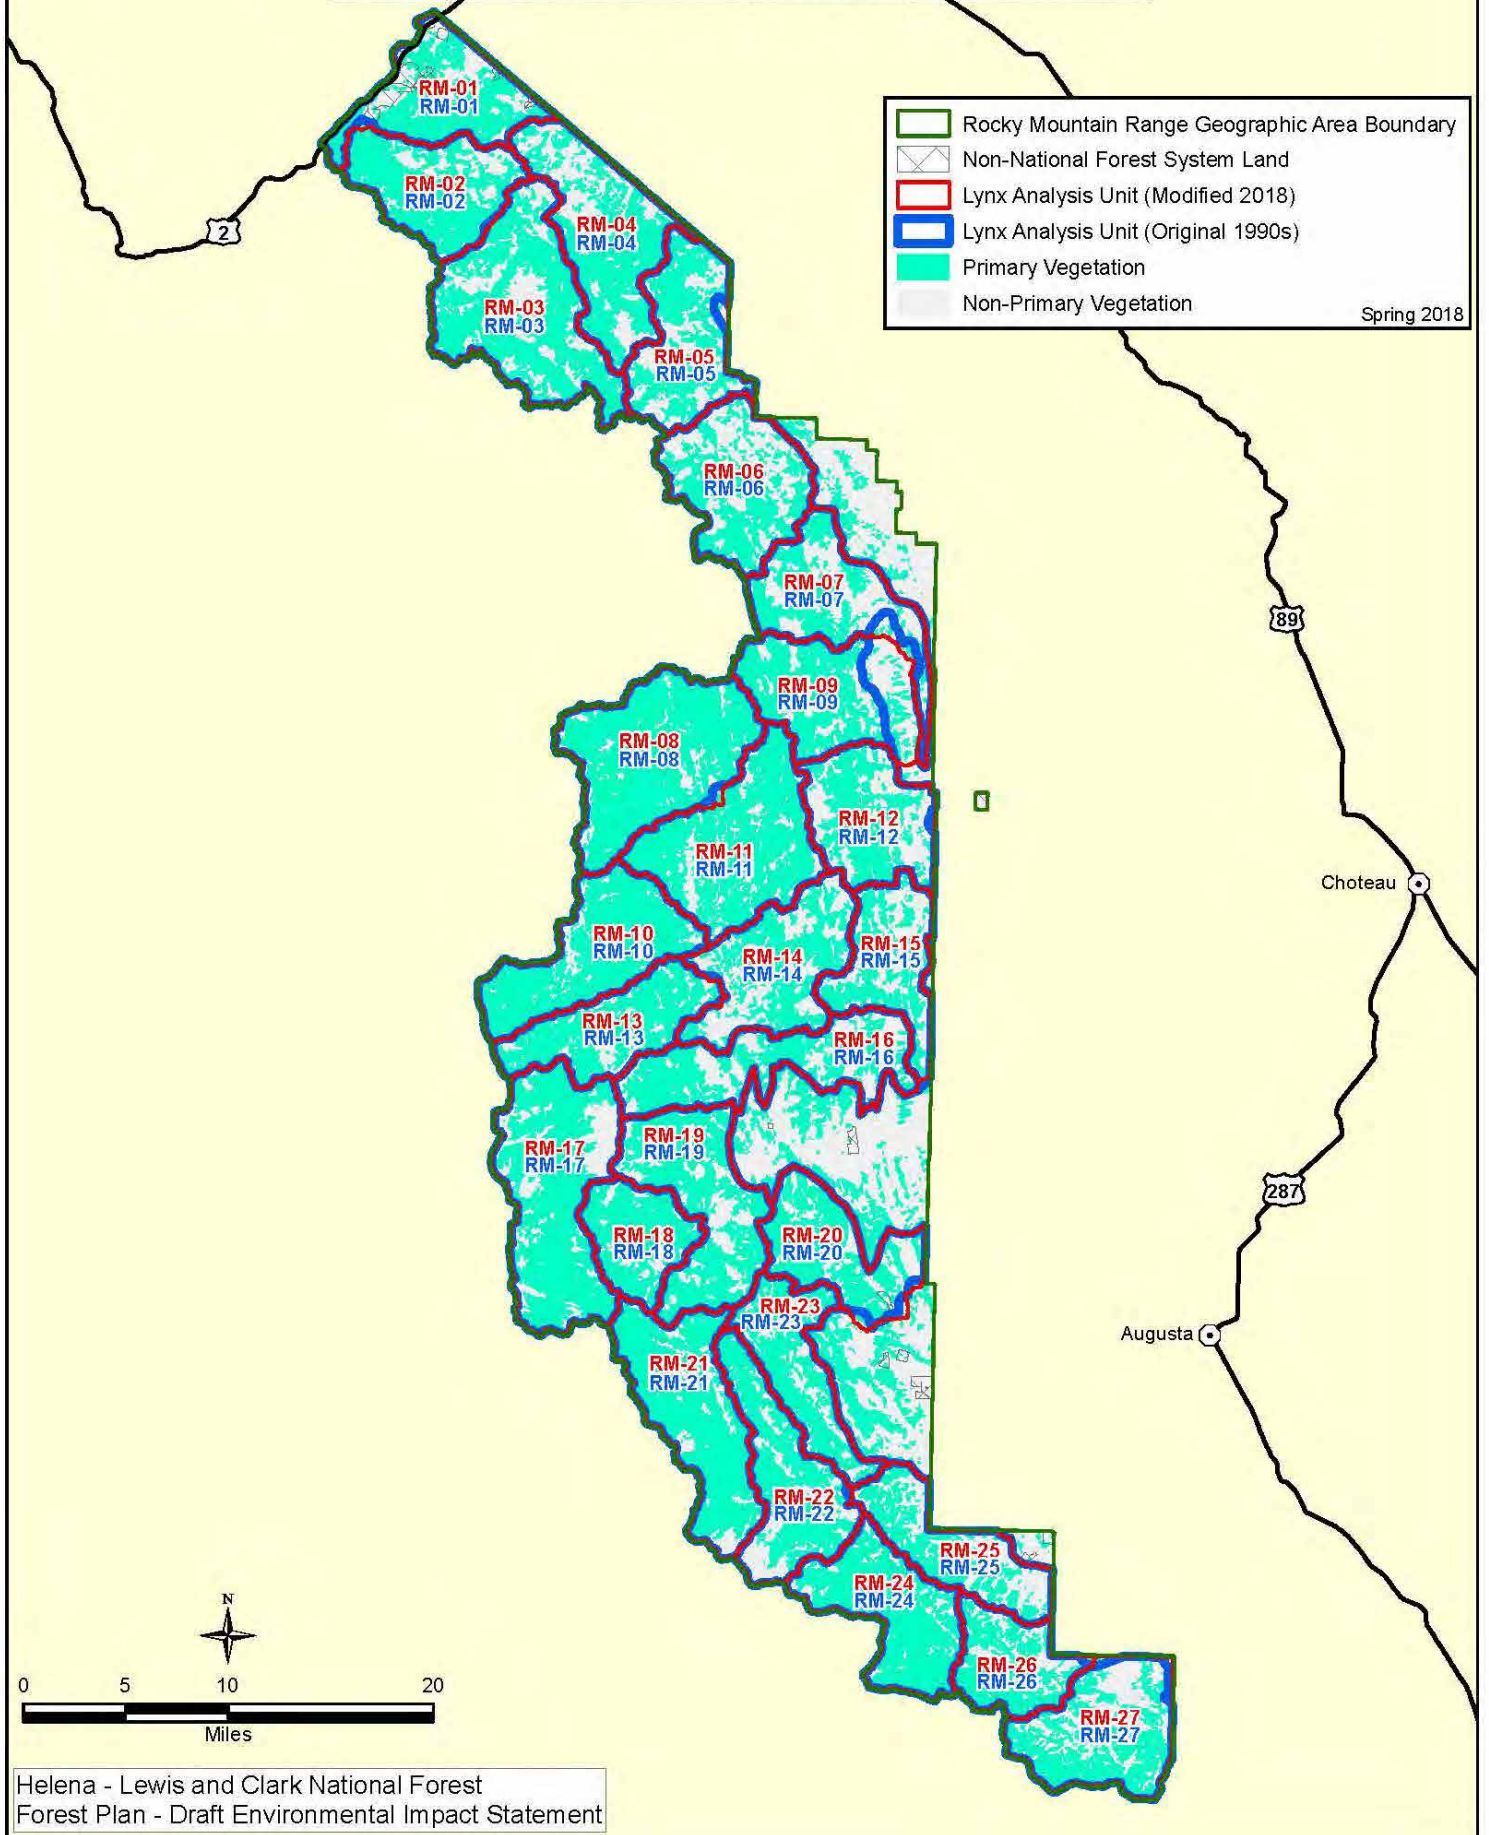 RM-01
RM-01
Rocky Mountain Range Geographic Area Boundary
Non-National Forest System Land
Lynx Analysis Unit (Modified 2018)
Lynx Analysis Unit (Original 1990s)
Primary Vegetation
Non-Primary Vegetation
Spring 2018
RM-02
RM-02
2
RM-04
RM-04
RM-03
RM-03
RM-05
RM-05
RM-06
RM-06
RM-07
RM-07
89
RM-09
RM-09
RM-08
RM-08
RM-12
RM-12
RM-11
RM-11
Choteau
RM-10
RM-10
RM-15
RM-15
RM-14
RM-14
RM-13
RM-13
RM-16
RM-16
RM-19
RM-19
RM-17
RM-17
287
RM-18
RM-18
RM-20
RM-20
RM-23
RM-23
Augusta
RM-21
RM-21
RM-22
RM-22
RM-25
RM-25
RM-24
RM-24
N
RM-26
RM-26
0 5 10 20
Miles
RM-27
RM-27
Helena - Lewis and Clark National Forest
Forest Plan - Draft Environmental Impact Statement